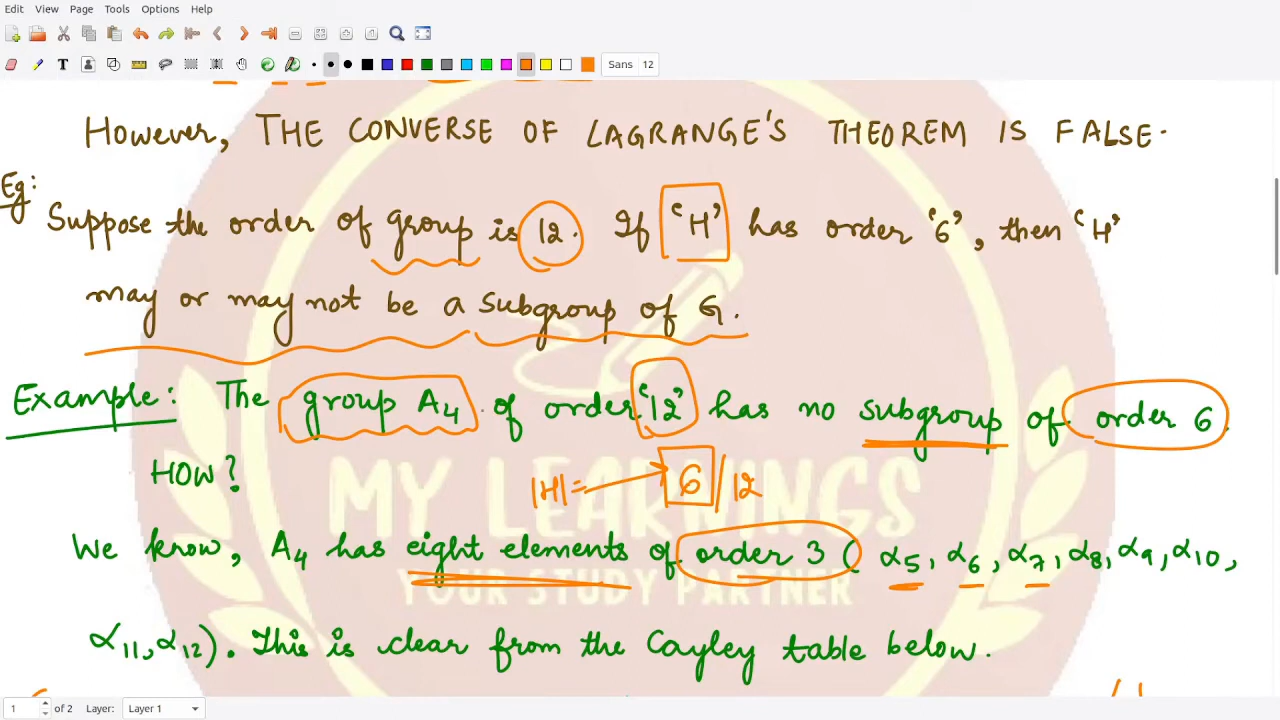 Edit View Page Tools Options Help
Sans 12
However, THE CONVERSE OF LAGRANGE'S THEOREM IS FALSE.
Eg:
Suppose the order of group is 12. If 'H' has order '6', then 'H'
may or may not be a subgroup of G.
Example: The group A4 of order '12' has no subgroup of order 6.
HOW?
|H|= 6/12
We know, A4 has eight elements of order 3 (α5, α6, α7, α8, α9, α10,
α11, α12). This is clear from the Cayley table below.
MY LEARNINGS
YOUR STUDY PARTNER
1 of 2 Layer: Layer 1